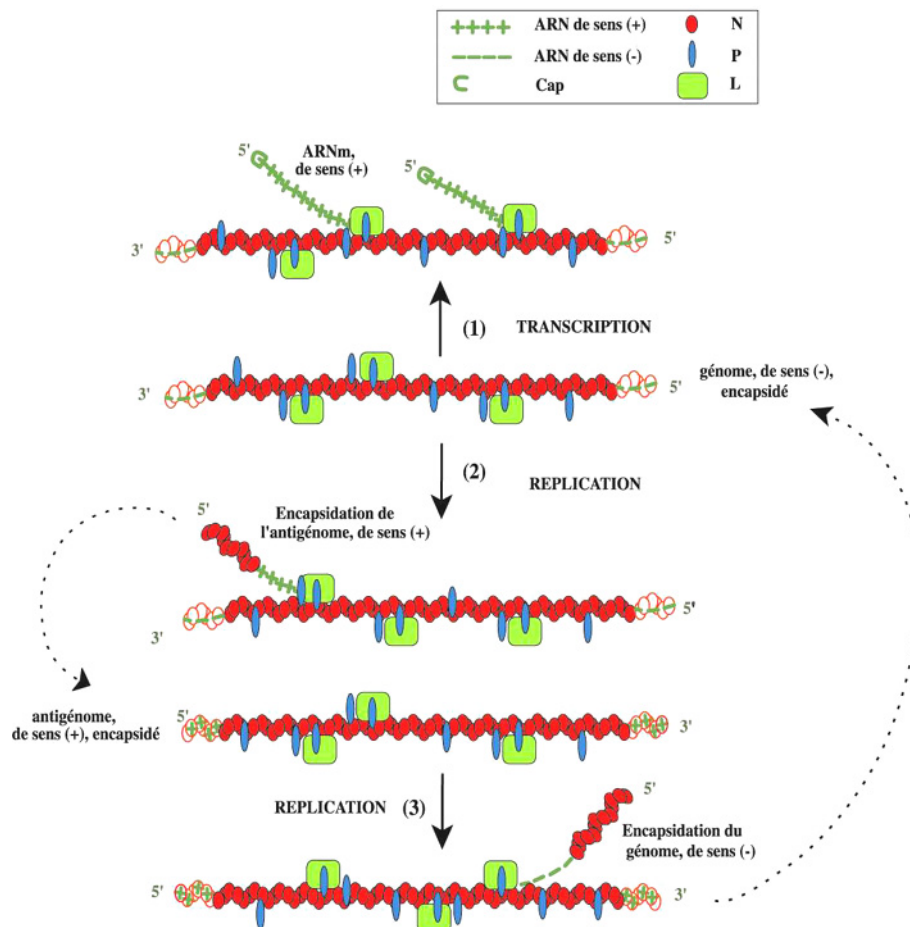 ARN de sens (+) N
ARN de sens (-) P
Cap L
5'
ARNm,
de sens (+)
5'
3'
5'
(1) TRANSCRIPTION
3'
5'
génome, de sens (-),
encapsidé
(2)
REPLICATION
5'
Encapsidation de
l'antigénome, de sens (+)
3'
5'
antigénome,
de sens (+), encapsidé
5'
3'
REPLICATION (3)
5'
Encapsidation du
génome, de sens (-)
5'
3'